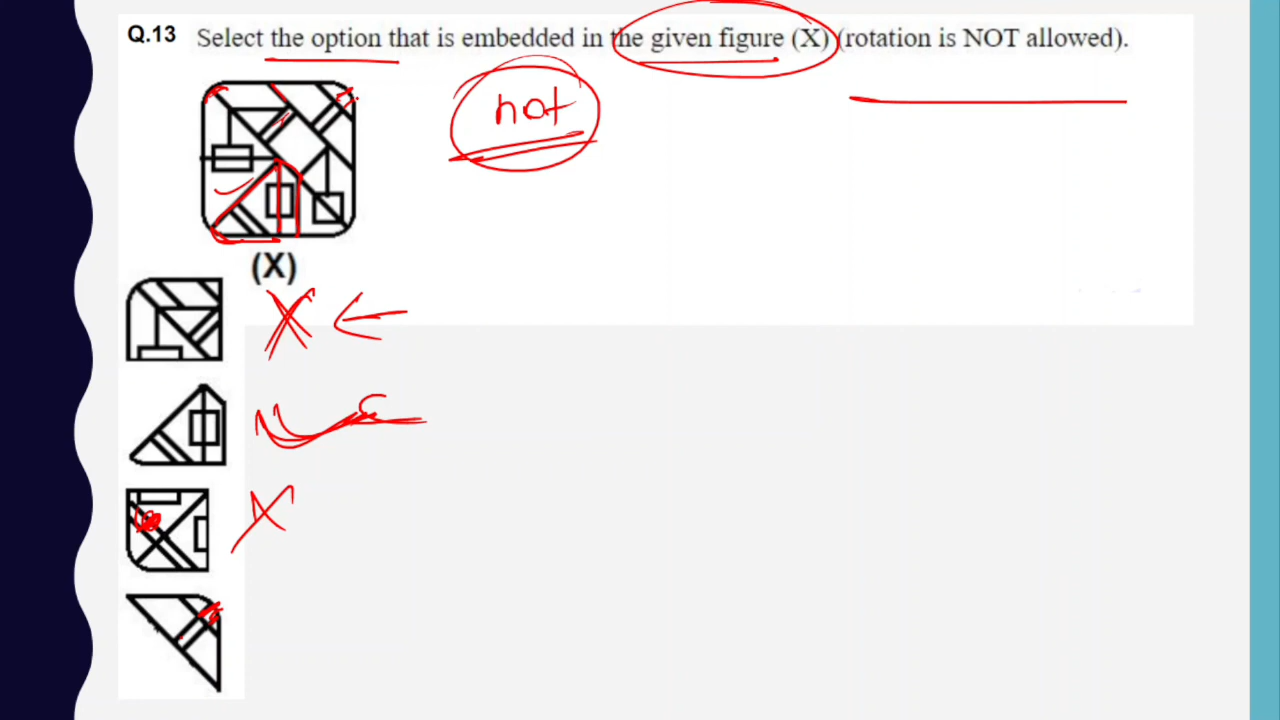 Q.13 Select the option that is embedded in the given figure (X) (rotation is NOT allowed).
not
(X)